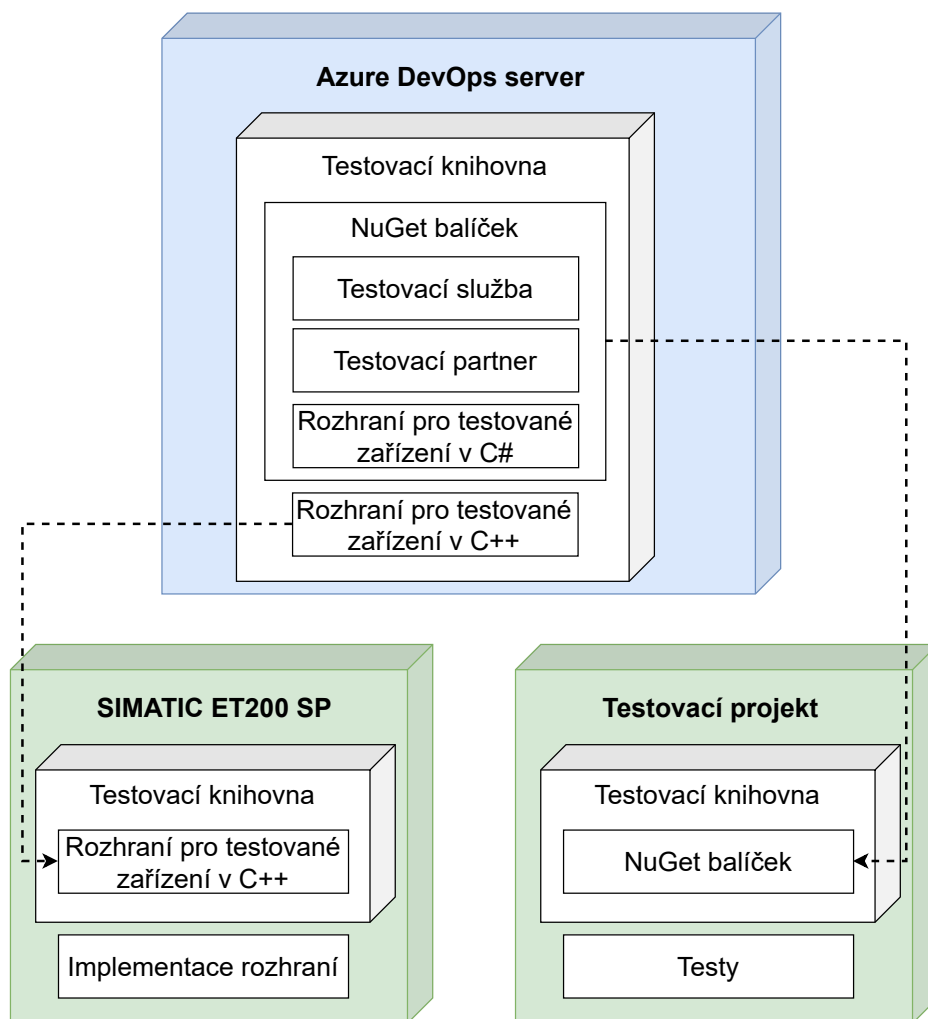 Azure DevOps server
Testovací knihovna
NuGet balíček
Testovací služba
Testovací partner
Rozhraní pro testované
zařízení v C#
Rozhraní pro testované
zařízení v C++
SIMATIC ET200 SP
Testovací knihovna
Rozhraní pro testované
zařízení v C++
Implementace rozhraní
Testovací projekt
Testovací knihovna
NuGet balíček
Testy